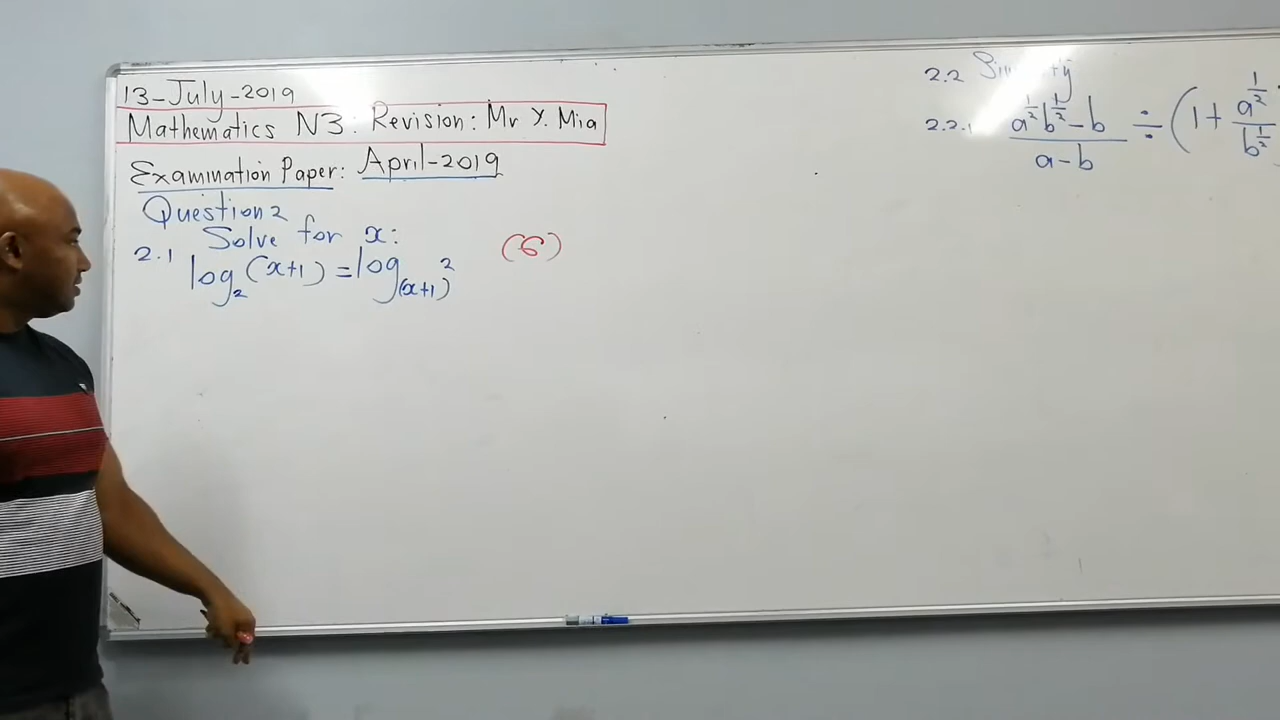 13-July-2019
Mathematics N3. Revision: Mr Y. Mia
Examination Paper: April-2019
Question 2
Solve for x:
2.1 log₂(x+1) = log₍ₓ₊₁₎2 (6)
2.2 Simplify
2.2.1 (a^½ b^½ - b)/(a-b) ÷ (1 + a^½/b^½